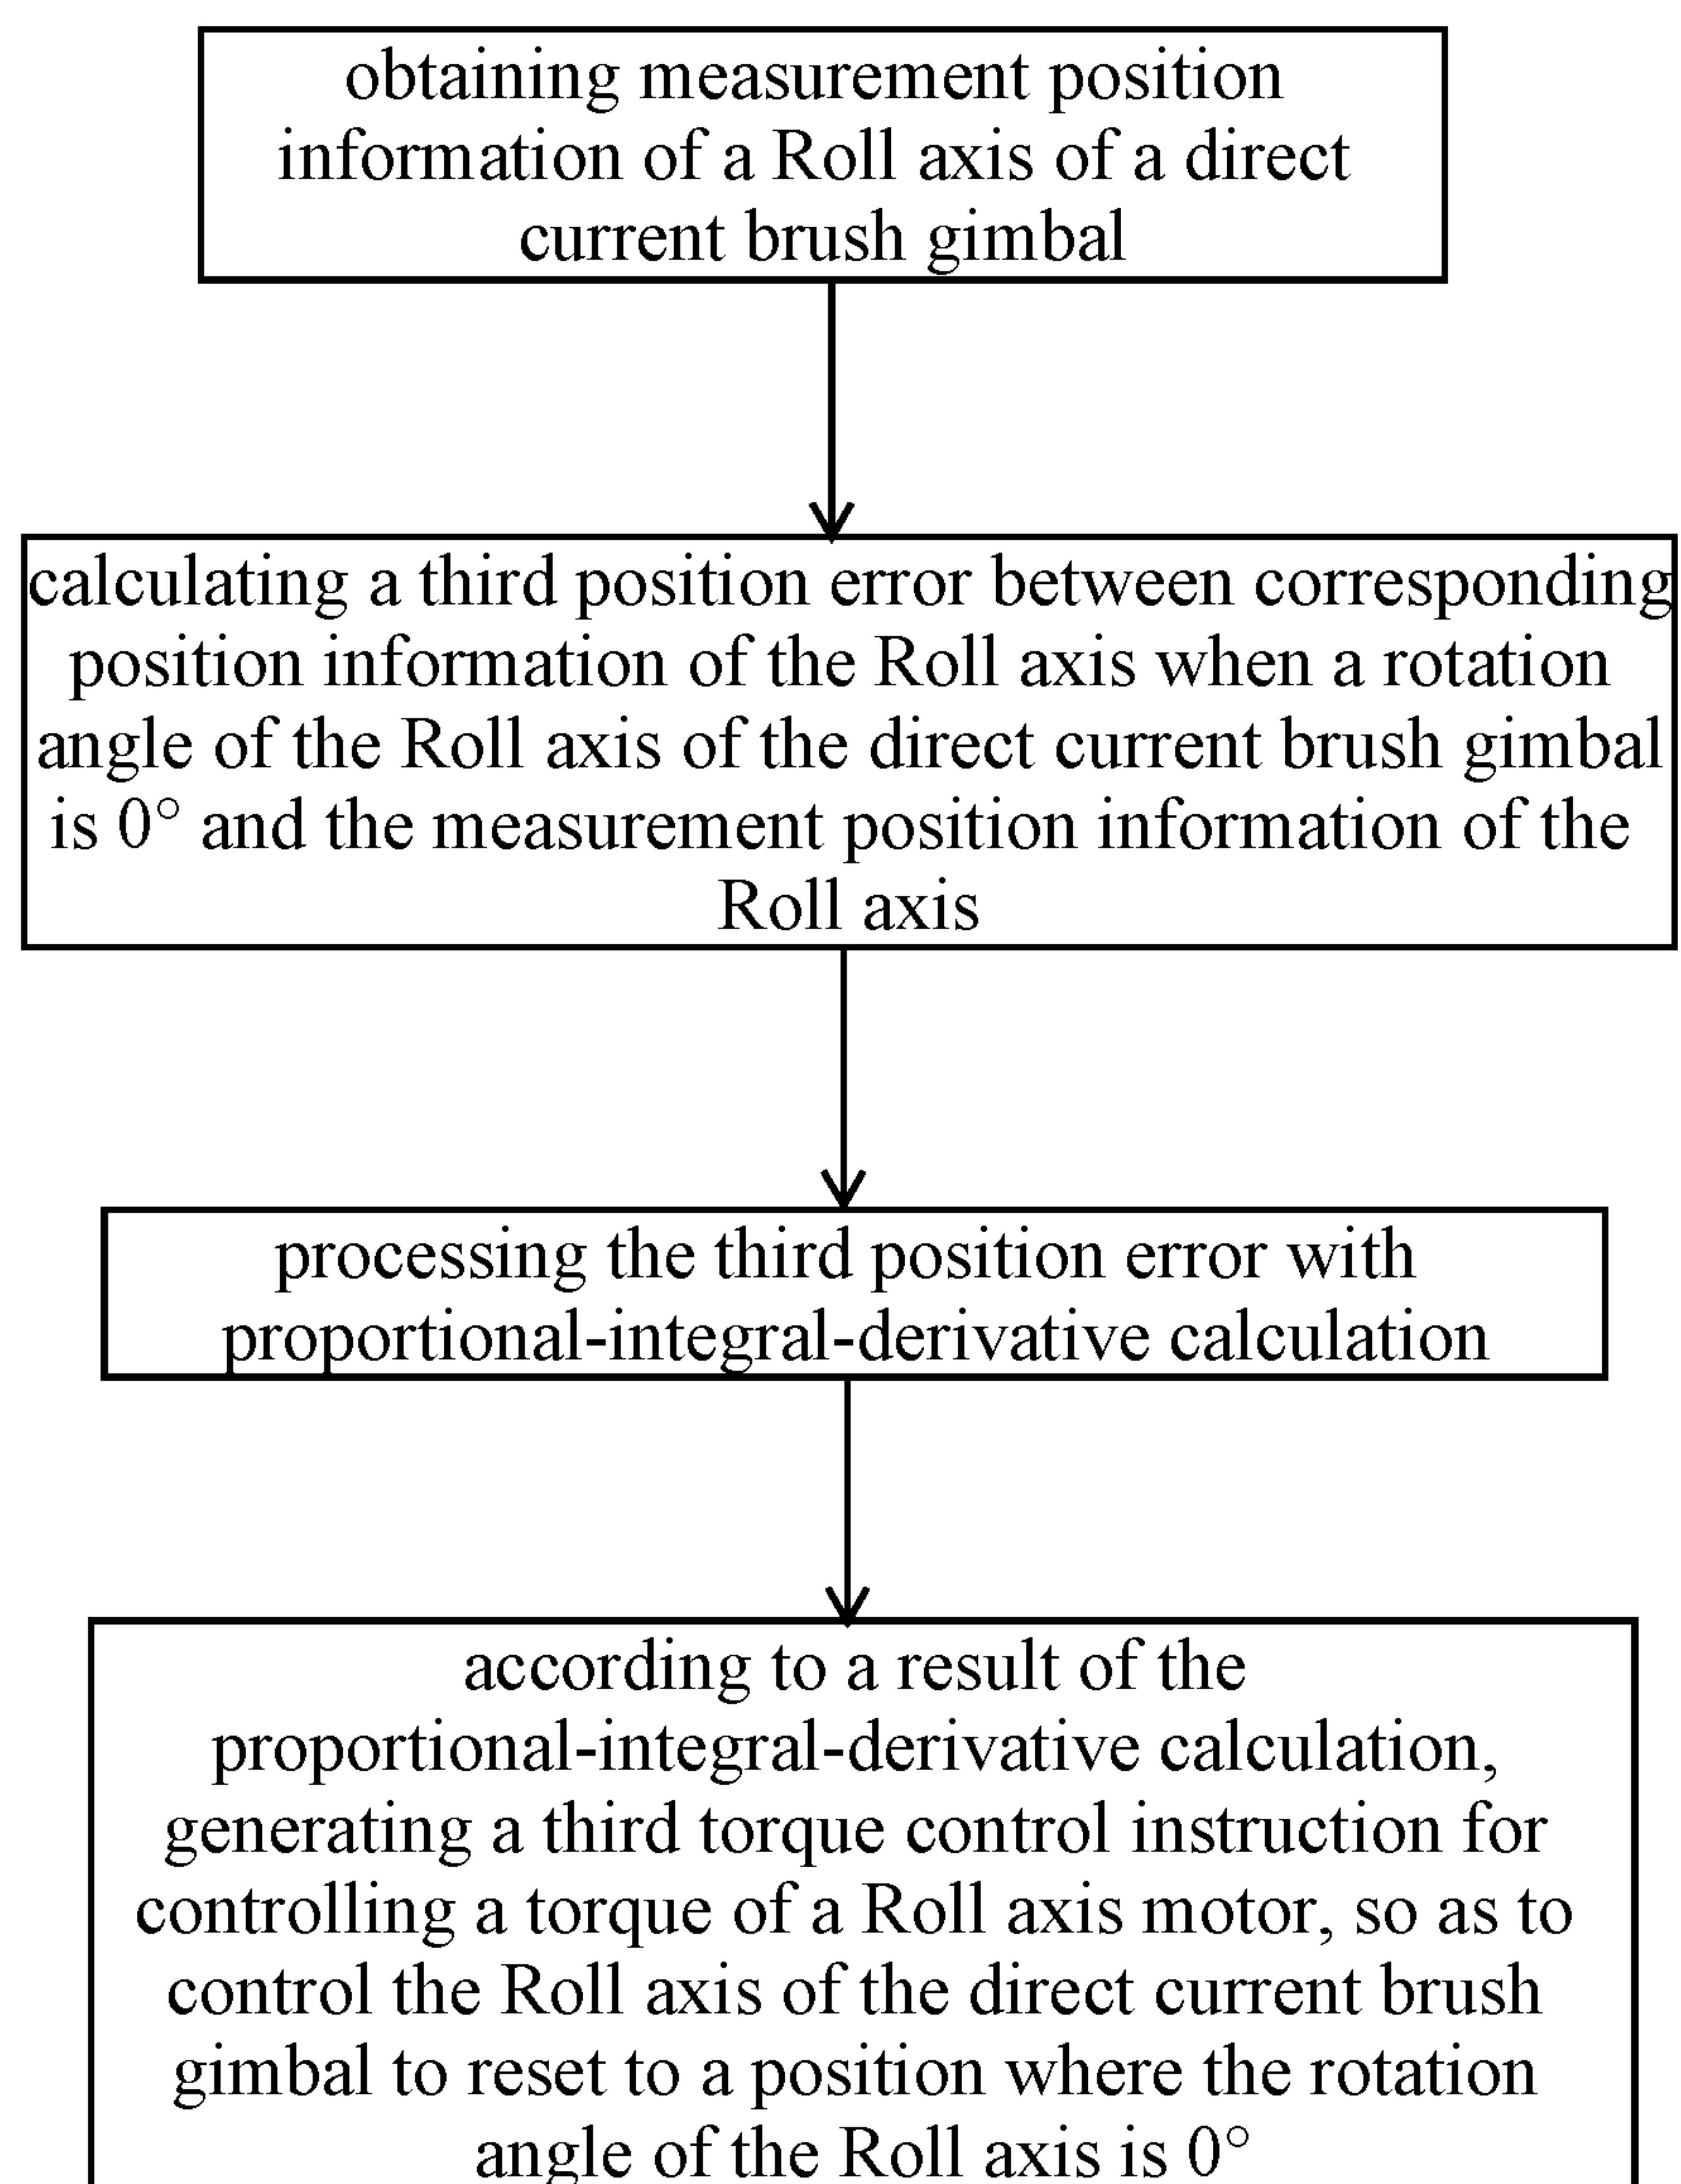 obtaining measurement position
information of a Roll axis of a direct
current brush gimbal
calculating a third position error between corresponding
position information of the Roll axis when a rotation
angle of the Roll axis of the direct current brush gimbal
is 0° and the measurement position information of the
Roll axis
processing the third position error with
proportional-integral-derivative calculation
according to a result of the
proportional-integral-derivative calculation,
generating a third torque control instruction for
controlling a torque of a Roll axis motor, so as to
control the Roll axis of the direct current brush
gimbal to reset to a position where the rotation
angle of the Roll axis is 0°